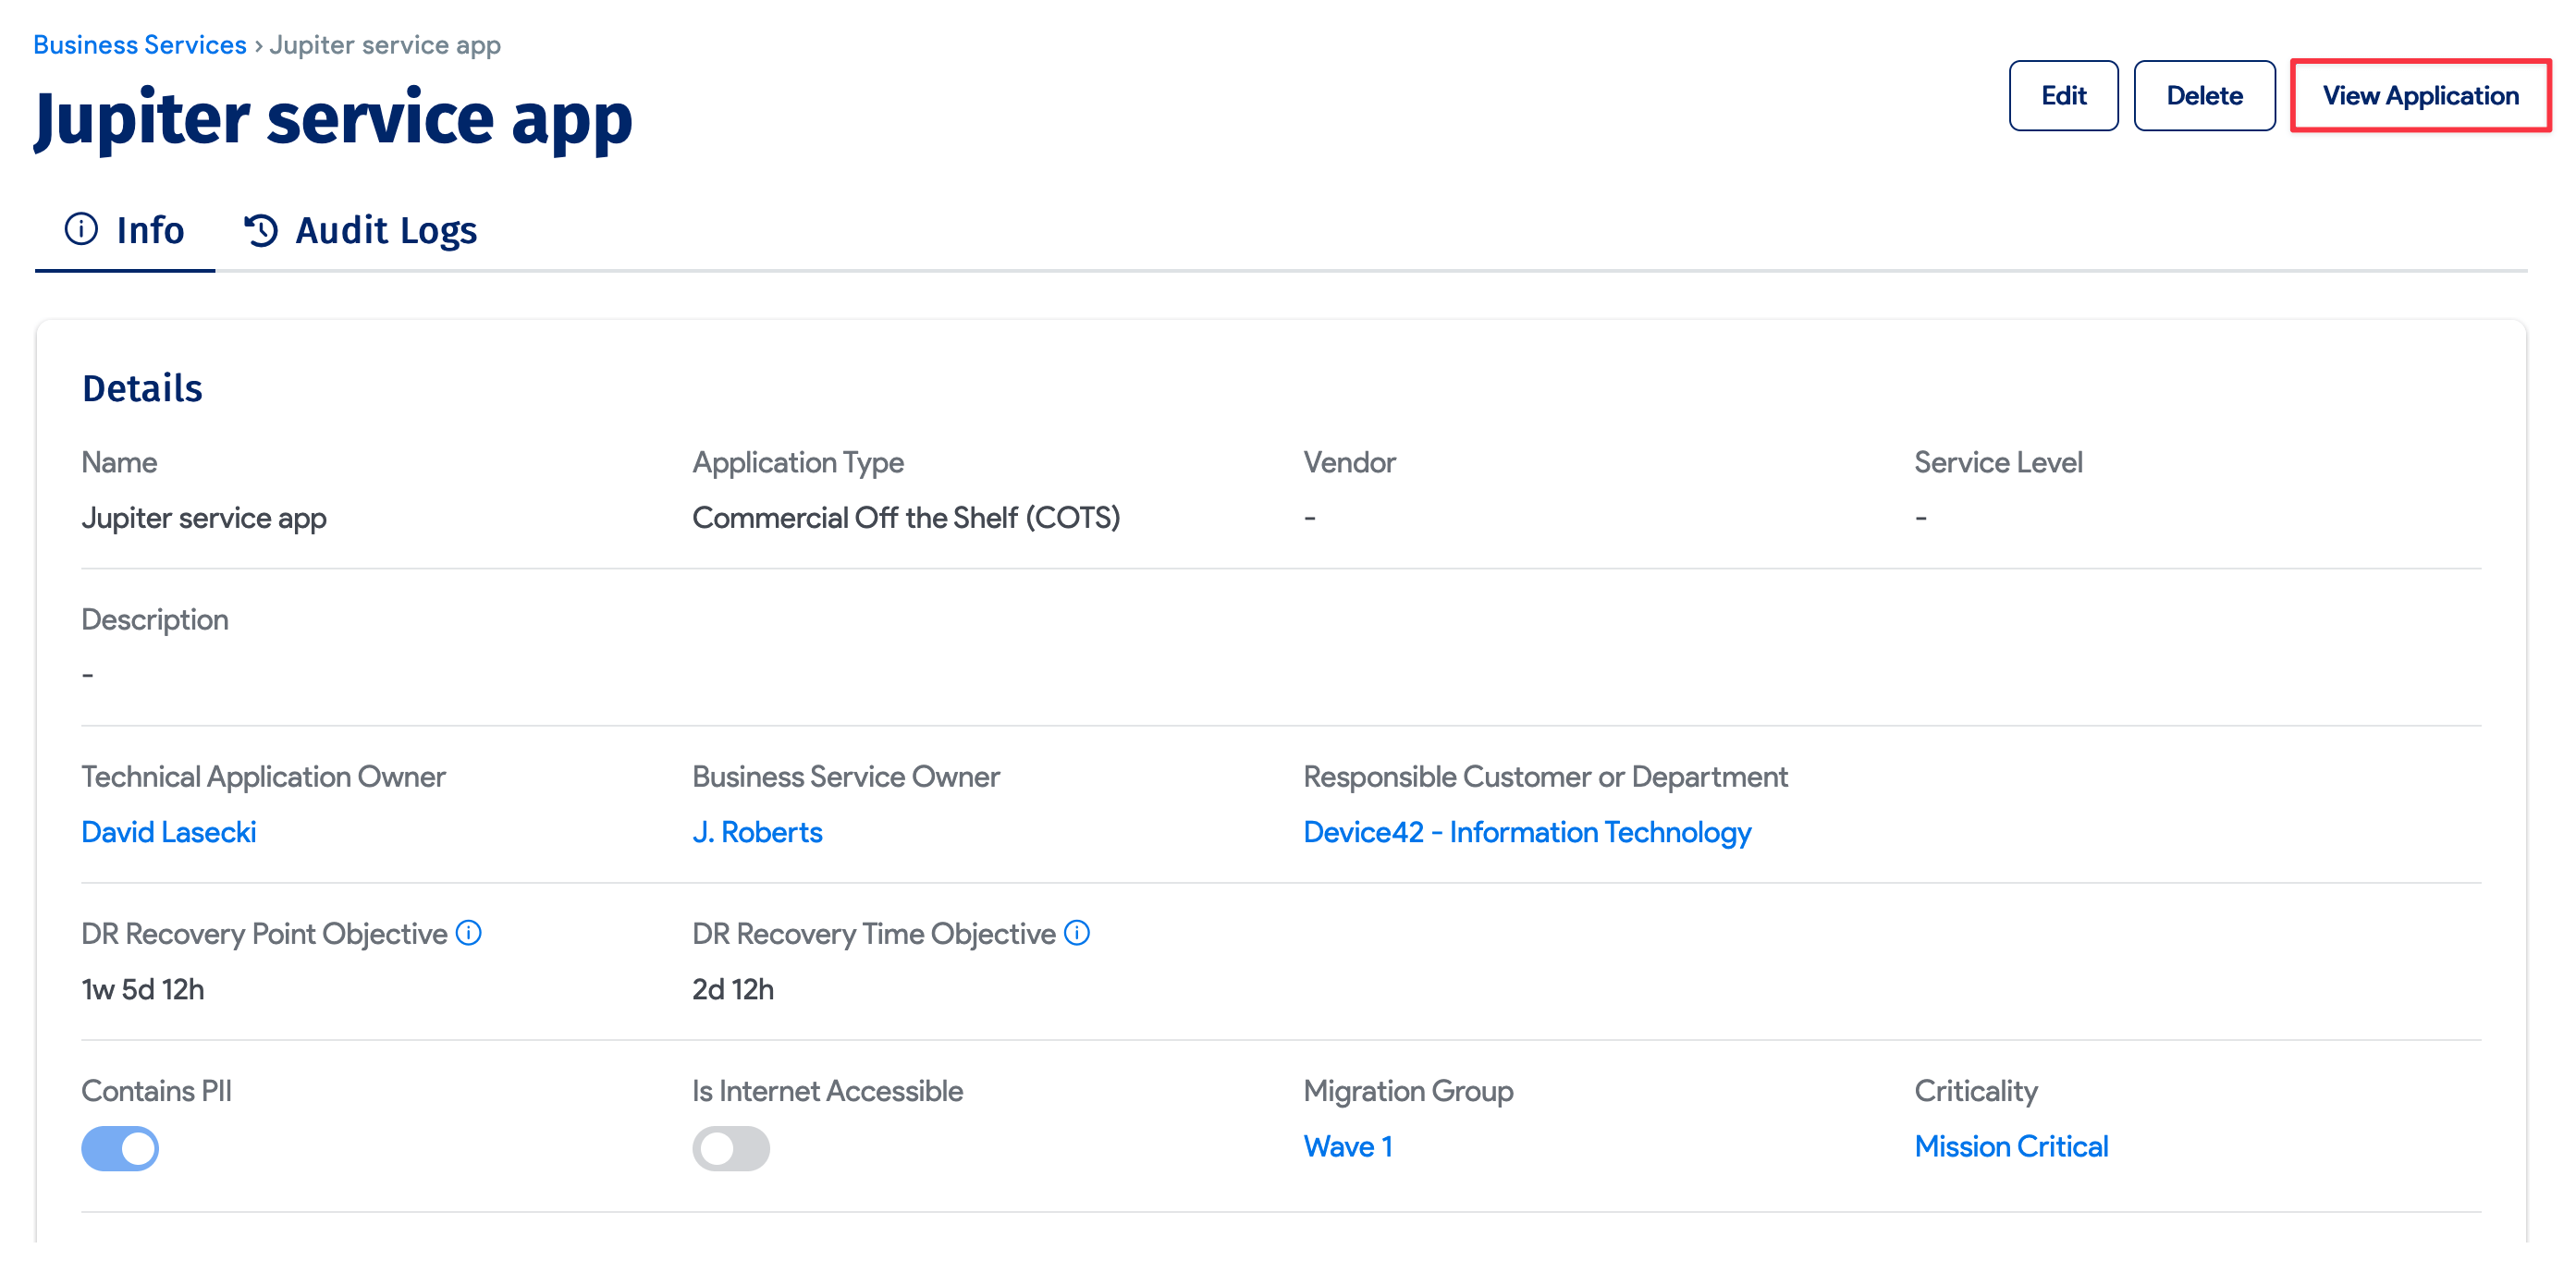 Business Services › Jupiter service app
Jupiter service app
Edit
Delete
View Application
Info
Audit Logs
Details
Name
Application Type
Vendor
Service Level
Jupiter service app
Commercial Off the Shelf (COTS)
-
-
Description
-
Technical Application Owner
Business Service Owner
Responsible Customer or Department
David Lasecki
J. Roberts
Device42 - Information Technology
DR Recovery Point Objective
DR Recovery Time Objective
1w 5d 12h
2d 12h
Contains PII
Is Internet Accessible
Migration Group
Criticality
Wave 1
Mission Critical